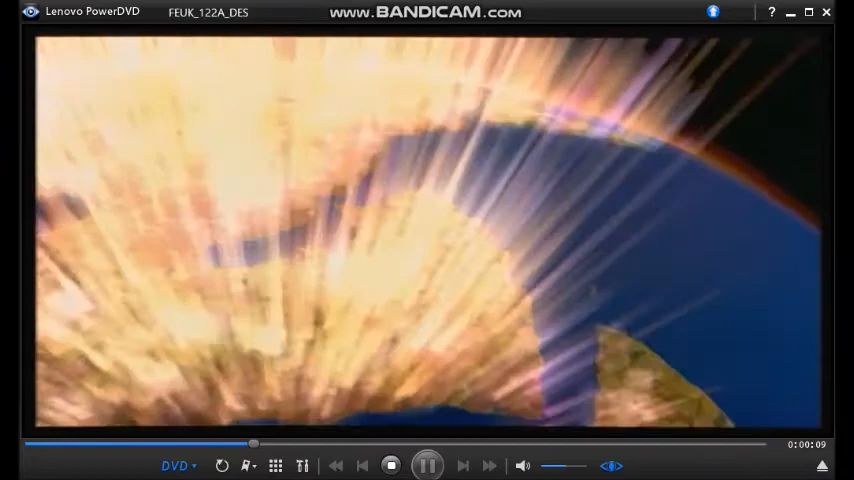 Lenovo PowerDVD
FEUK_122A_DES
www.BANDICAM.com
?
0:00:09
DVD